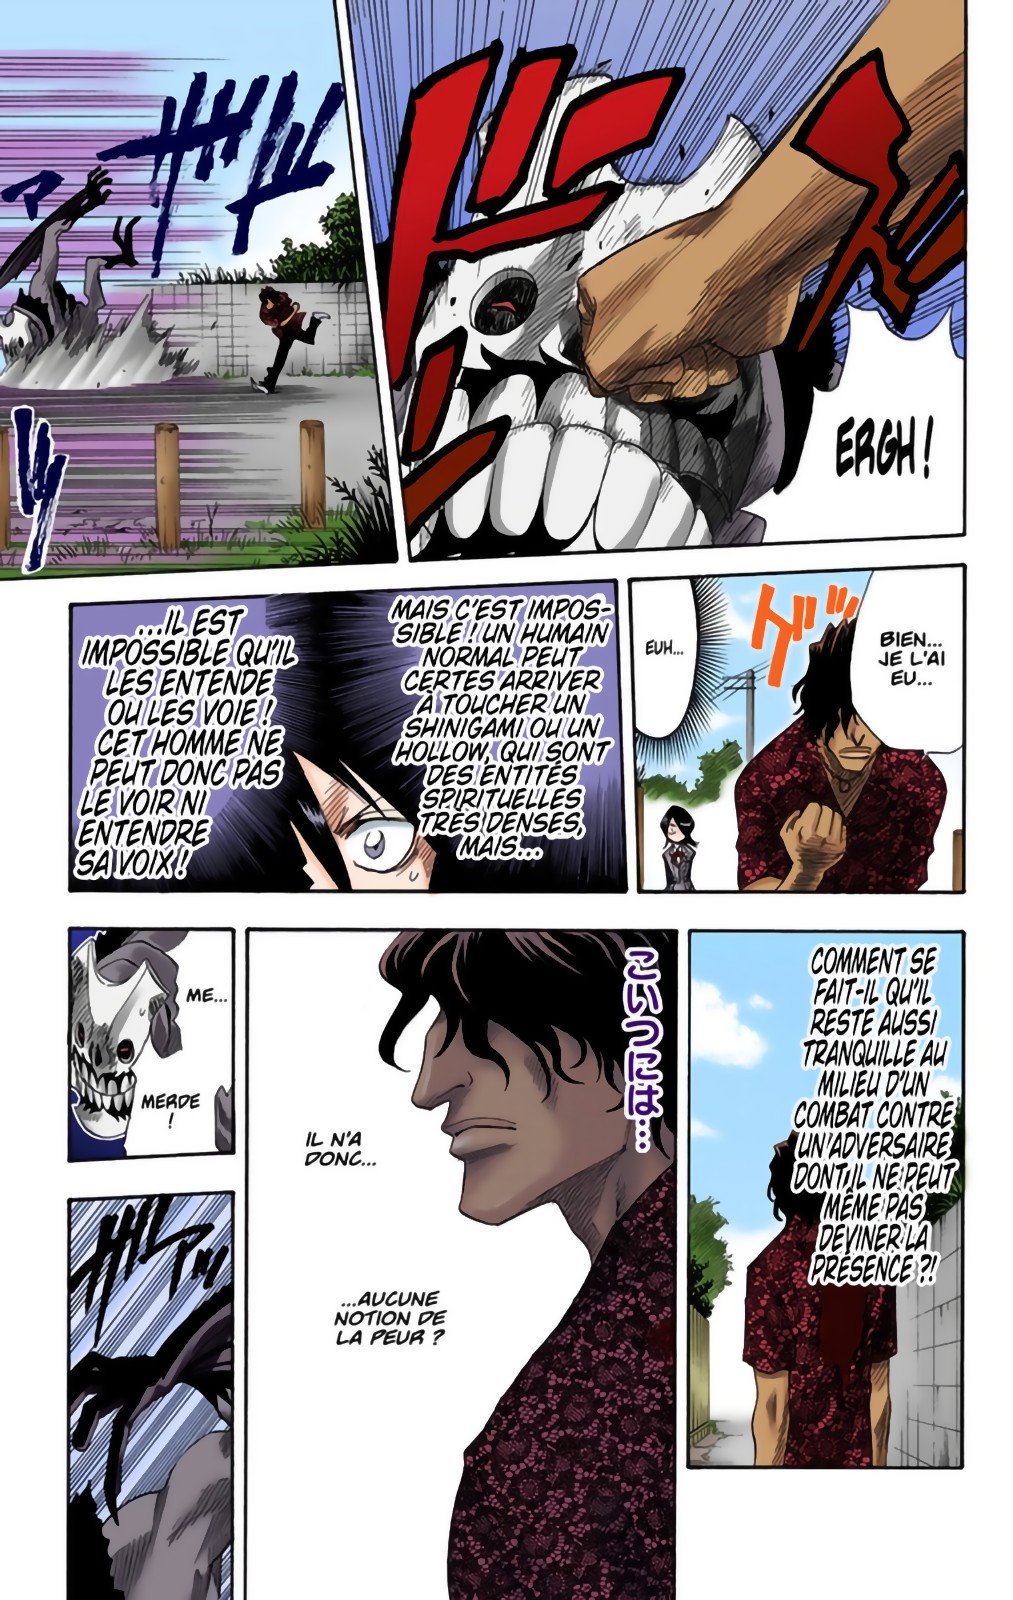 ドン
ERGH !
BIEN...
JE L'AI
EU...
EUH...
MAIS C'EST IMPOS-
SIBLE ! UN HUMAIN
NORMAL PEUT
CERTES ARRIVER
À TOUCHER UN
SHINIGAMI OU UN
HOLLOW, QUI SONT
DES ENTITÉS
SPIRITUELLES
TRÈS DENSES,
MAIS...
...IL EST
IMPOSSIBLE QU'IL
LES ENTENDE
OU LES VOIE !
CET HOMME NE
PEUT DONC PAS
LE VOIR NI
ENTENDRE
SA VOIX !
COMMENT SE
FAIT-IL QU'IL
RESTE AUSSI
TRANQUILLE AU
MILIEU D'UN
COMBAT CONTRE
UN ADVERSAIRE
DONT IL NE PEUT
MÊME PAS
DEVINER LA
PRÉSENCE ?!
こいつには…
IL N'A
DONC...
...AUCUNE
NOTION DE
LA PEUR ?
ME...
MERDE
!